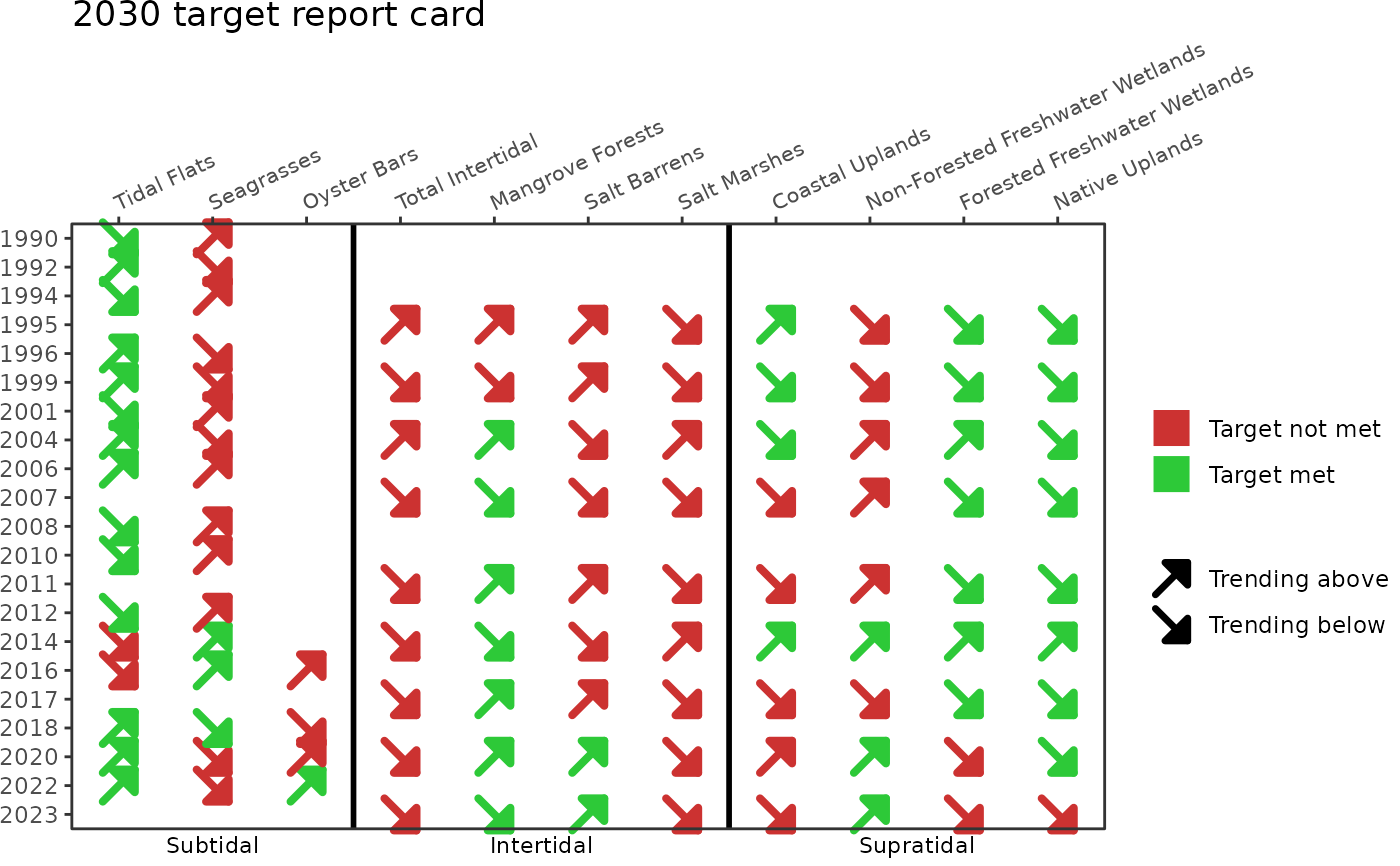 2030 target report card
Tidal Flats
Seagrasses
Oyster Bars
Total Intertidal
Mangrove Forests
Salt Barrens
Salt Marshes
Coastal Uplands
Non-Forested Freshwater Wetlands
Forested Freshwater Wetlands
Native Uplands
1990
1992
1994
1995
1996
1999
2001
2004
2006
2007
2008
2010
2011
2012
2014
2016
2017
2018
2020
2022
2023
Subtidal
Intertidal
Supratidal
Target not met
Target met
Trending above
Trending below